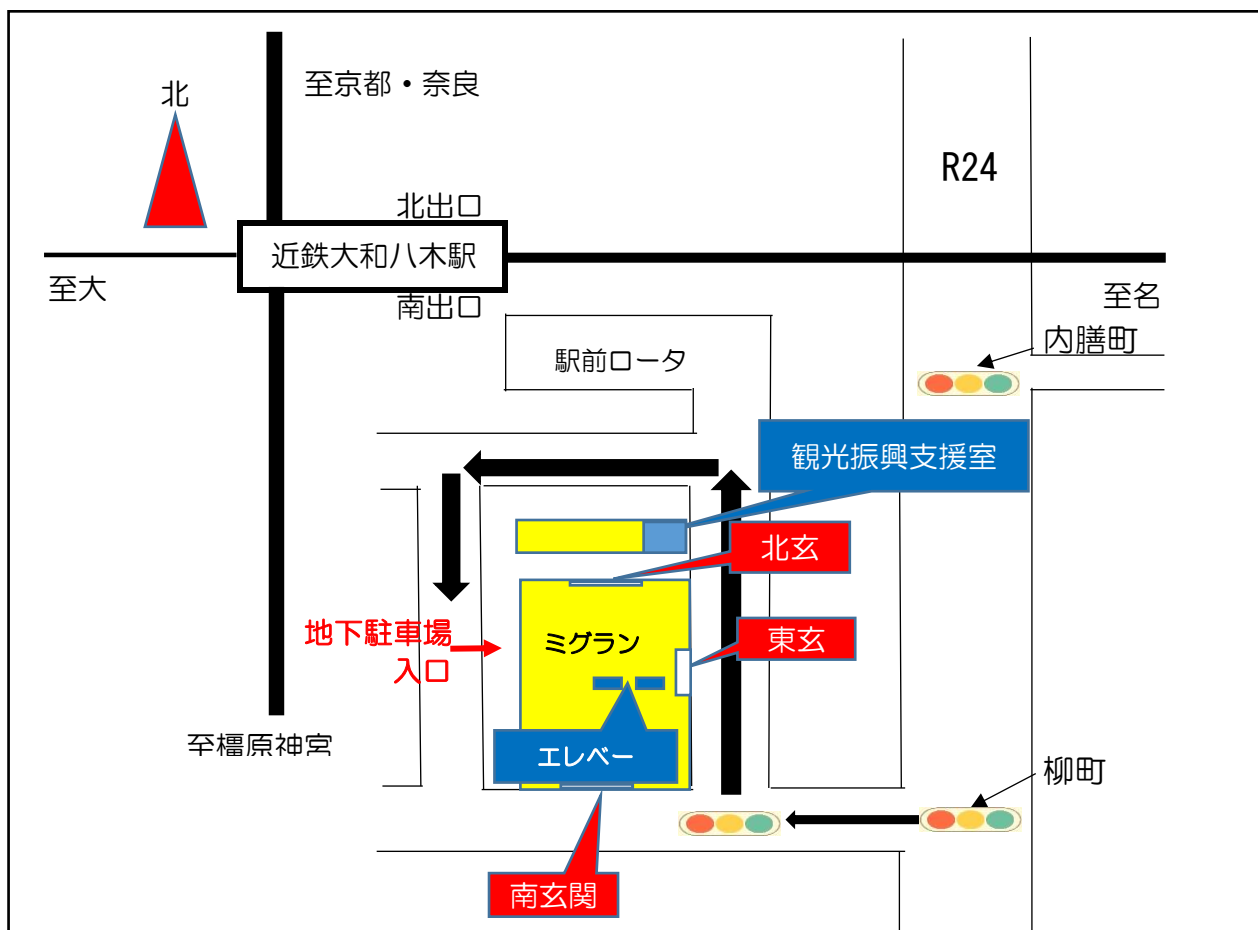 北
至京都・奈良
R24
北出口
近鉄大和八木駅
至大
南出口
至名
内膳町
駅前ロータ
観光振興支援室
北玄
地下駐車場
入口
ミグラン
東玄
至橿原神宮
エレベー
柳町
南玄関